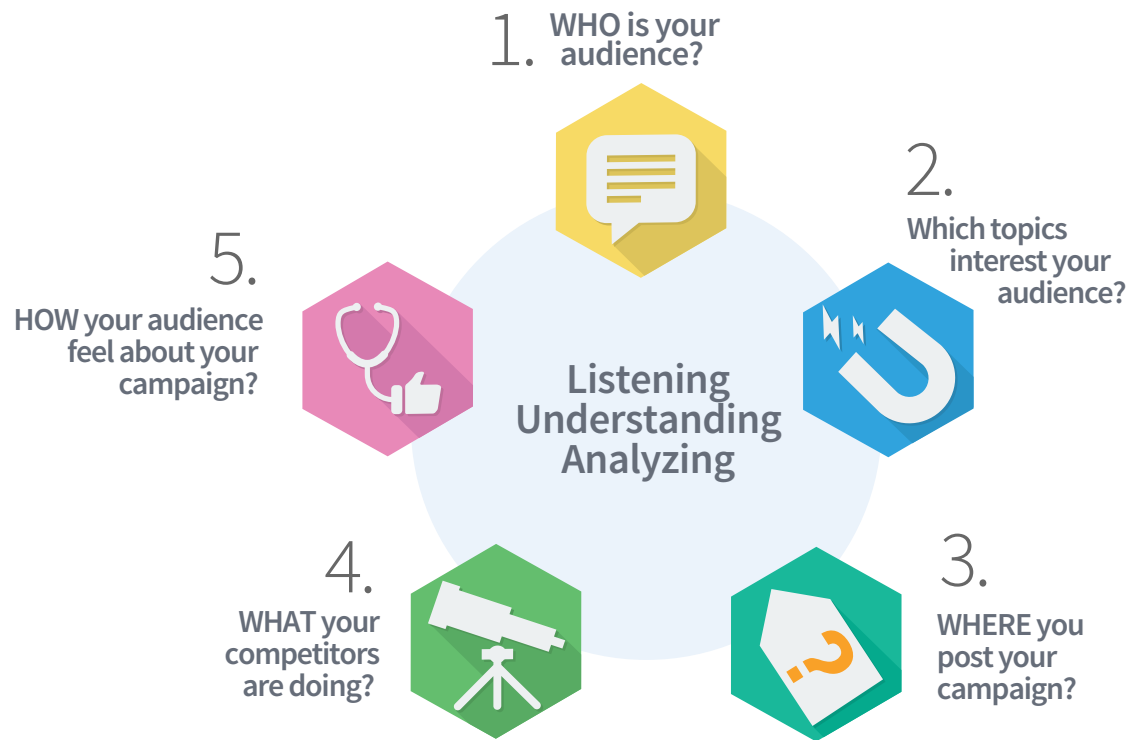 1.
WHO is your
audience?
2.
Which topics
interest your
audience?
3.
WHERE you
post your
campaign?
4.
WHAT your
competitors
are doing?
5.
HOW your audience
feel about your
campaign?
Listening
Understanding
Analyzing
?